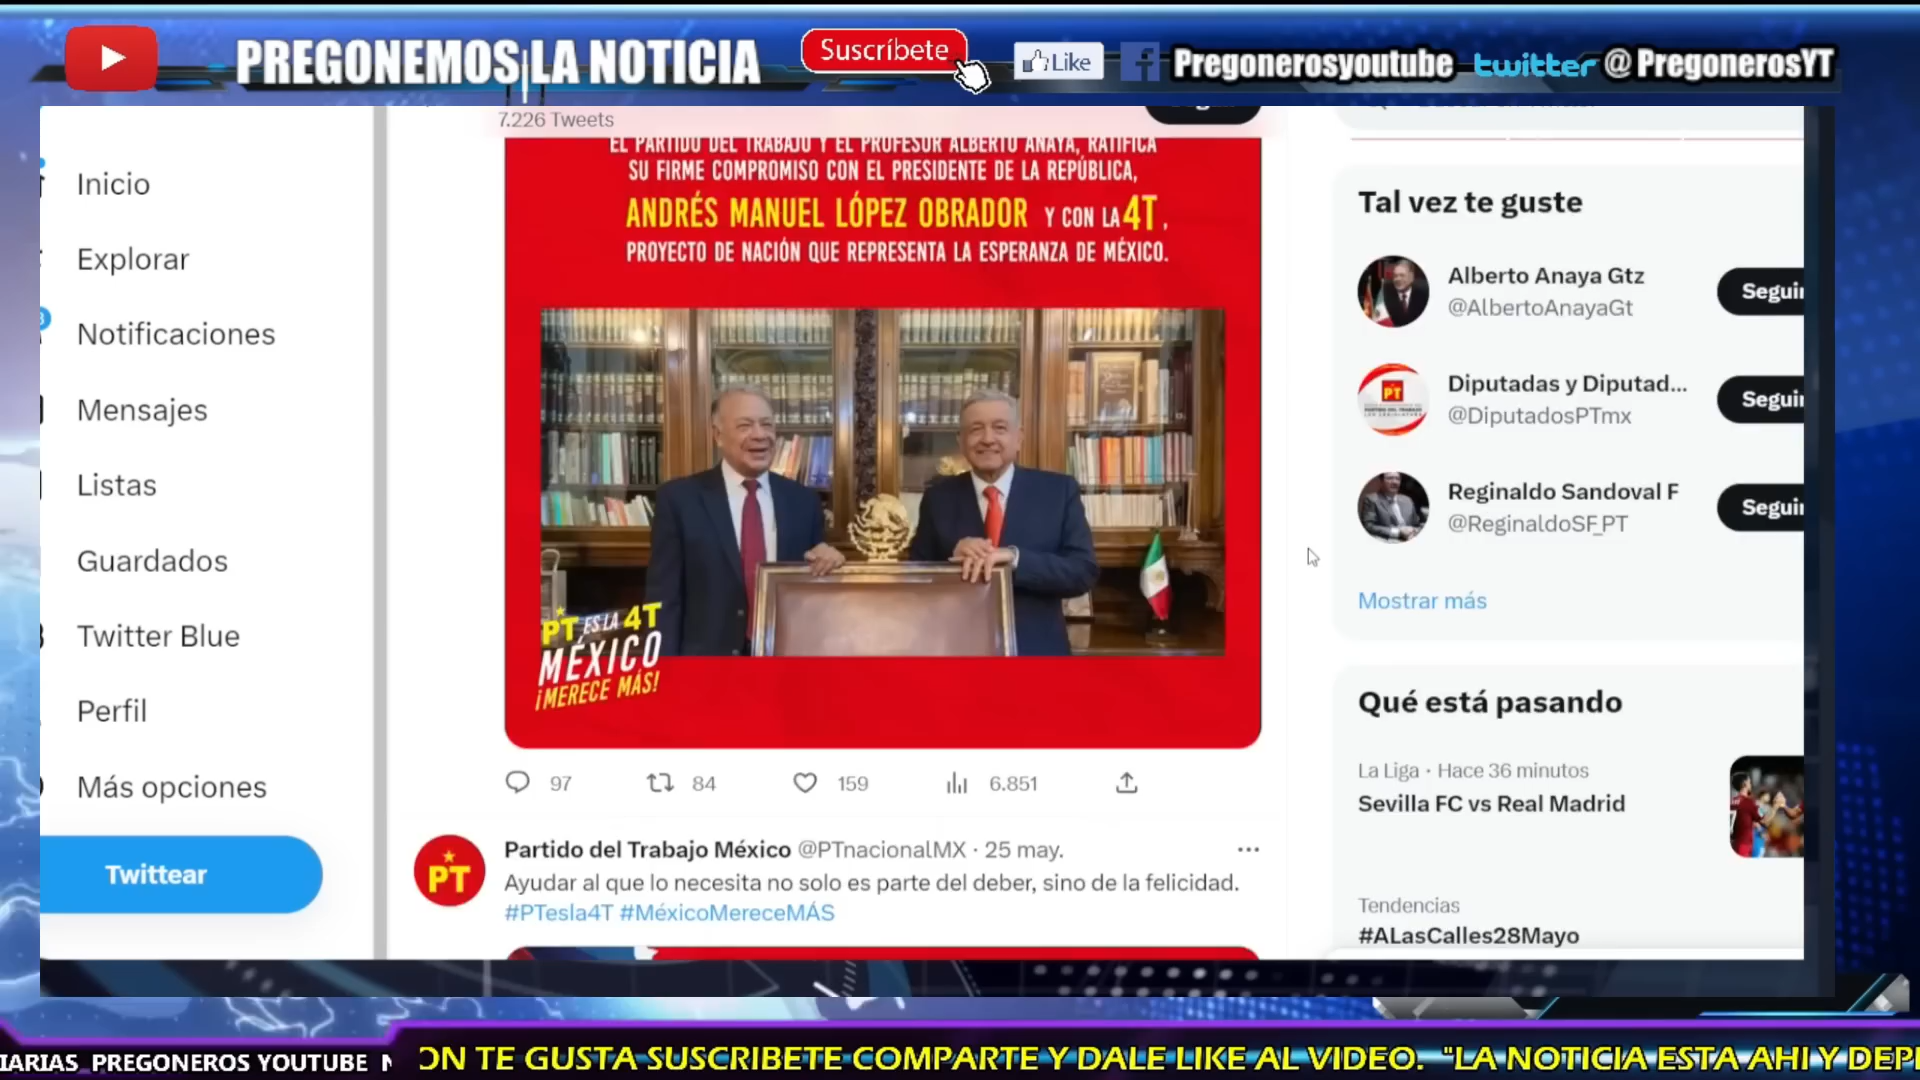 PREGONEMOS LA NOTICIA
Suscríbete
Like
Pregonerosyoutube
twitter @PregonerosYT
7.226 Tweets
EL PARTIDO DEL TRABAJO Y EL PROFESOR ALBERTO ANAYA, RATIFICA
SU FIRME COMPROMISO CON EL PRESIDENTE DE LA REPÚBLICA,
ANDRÉS MANUEL LÓPEZ OBRADOR Y CON LA 4T,
PROYECTO DE NACIÓN QUE REPRESENTA LA ESPERANZA DE MÉXICO.
PT ES LA 4T
MÉXICO
¡MERECE MÁS!
97 84 159 6.851
PT
Partido del Trabajo México @PTnacionalMX · 25 may.
Ayudar al que lo necesita no solo es parte del deber, sino de la felicidad.
#PTesla4T #MéxicoMereceMÁS
Inicio
Explorar
Notificaciones
Mensajes
Listas
Guardados
Twitter Blue
Perfil
Más opciones
Twittear
Tal vez te guste
Alberto Anaya Gtz
@AlbertoAnayaGt
Seguir
PT
Diputadas y Diputad...
@DiputadosPTmx
Seguir
Reginaldo Sandoval F
@ReginaldoSF_PT
Seguir
Mostrar más
Qué está pasando
La Liga · Hace 36 minutos
Sevilla FC vs Real Madrid
Tendencias
#ALasCalles28Mayo
IARIAS PREGONEROS YOUTUBE
ON TE GUSTA SUSCRIBETE COMPARTE Y DALE LIKE AL VIDEO. "LA NOTICIA ESTA AHI Y DEP